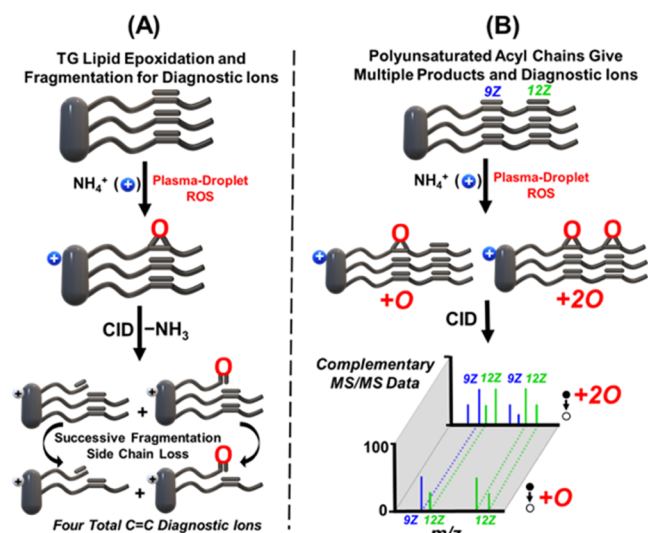 (A)
TG Lipid Epoxidation and
Fragmentation for Diagnostic Ions
NH₄⁺ (+)
Plasma-Droplet
ROS
O
+
CID
–NH₃
O
+
+
+
Successive Fragmentation
Side Chain Loss
O
+
+
+
Four Total C=C Diagnostic Ions
(B)
Polyunsaturated Acyl Chains Give
Multiple Products and Diagnostic Ions
9Z 12Z
NH₄⁺ (+)
Plasma-Droplet
ROS
O O O
+ +
+O +2O
CID
Complementary
MS/MS Data
9Z 12Z 9Z 12Z
+2O
100
0
+O
9Z 12Z 12Z
m/z